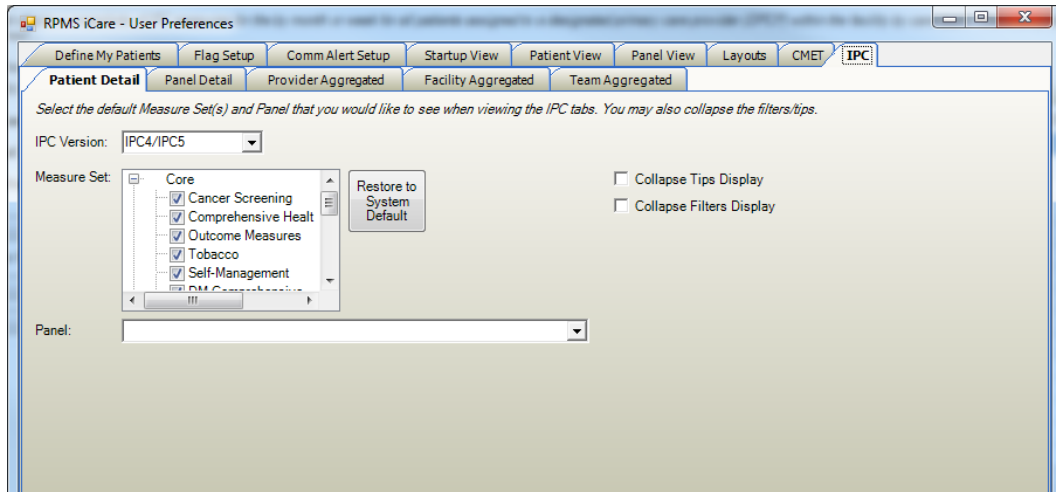 RPMS iCare - User Preferences
Define My Patients Flag Setup Comm Alert Setup Startup View Patient View Panel View Layouts CMET IPC
Patient Detail Panel Detail Provider Aggregated Facility Aggregated Team Aggregated
Select the default Measure Set(s) and Panel that you would like to see when viewing the IPC tabs. You may also collapse the filters/tips.
IPC Version: IPC4/IPC5
Measure Set:
Core
Cancer Screening
Comprehensive Healt
Outcome Measures
Tobacco
Self-Management
Restore to
System
Default
Collapse Tips Display
Collapse Filters Display
Panel: